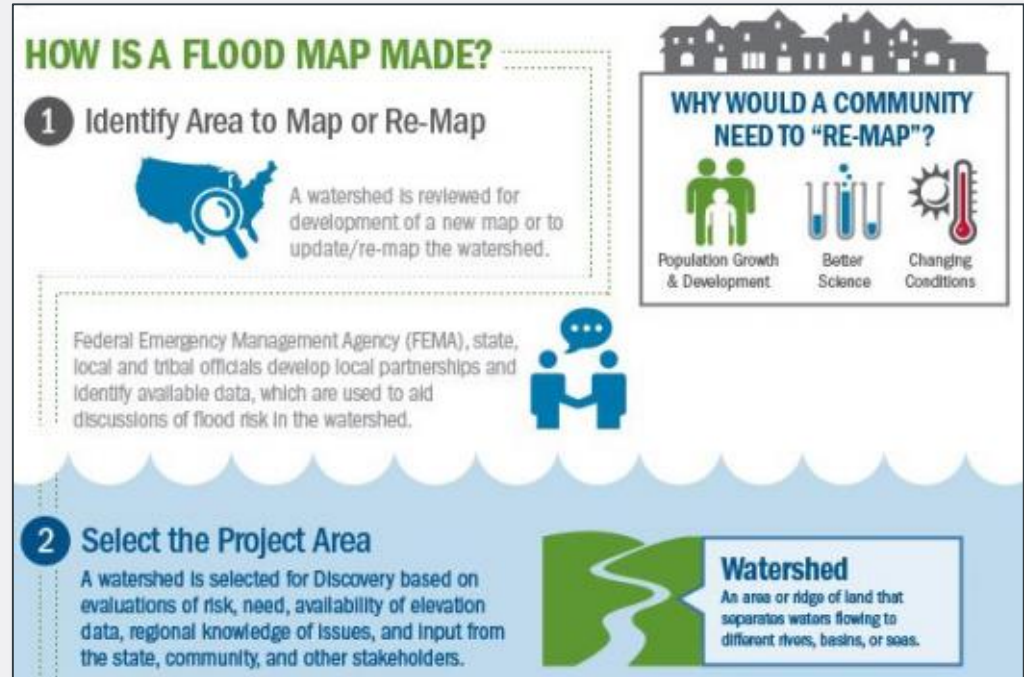 HOW IS A FLOOD MAP MADE?
1 Identify Area to Map or Re-Map
A watershed is reviewed for
development of a new map or to
update/re-map the watershed.
Federal Emergency Management Agency (FEMA), state,
local and tribal officials develop local partnerships and
identify available data, which are used to aid
discussions of flood risk in the watershed.
WHY WOULD A COMMUNITY
NEED TO “RE-MAP”?
Population Growth
& Development
Better
Science
Changing
Conditions
2 Select the Project Area
A watershed is selected for Discovery based on
evaluations of risk, need, availability of elevation
data, regional knowledge of issues, and input from
the state, community, and other stakeholders.
Watershed
An area or ridge of land that
separates waters flowing to
different rivers, basins, or seas.